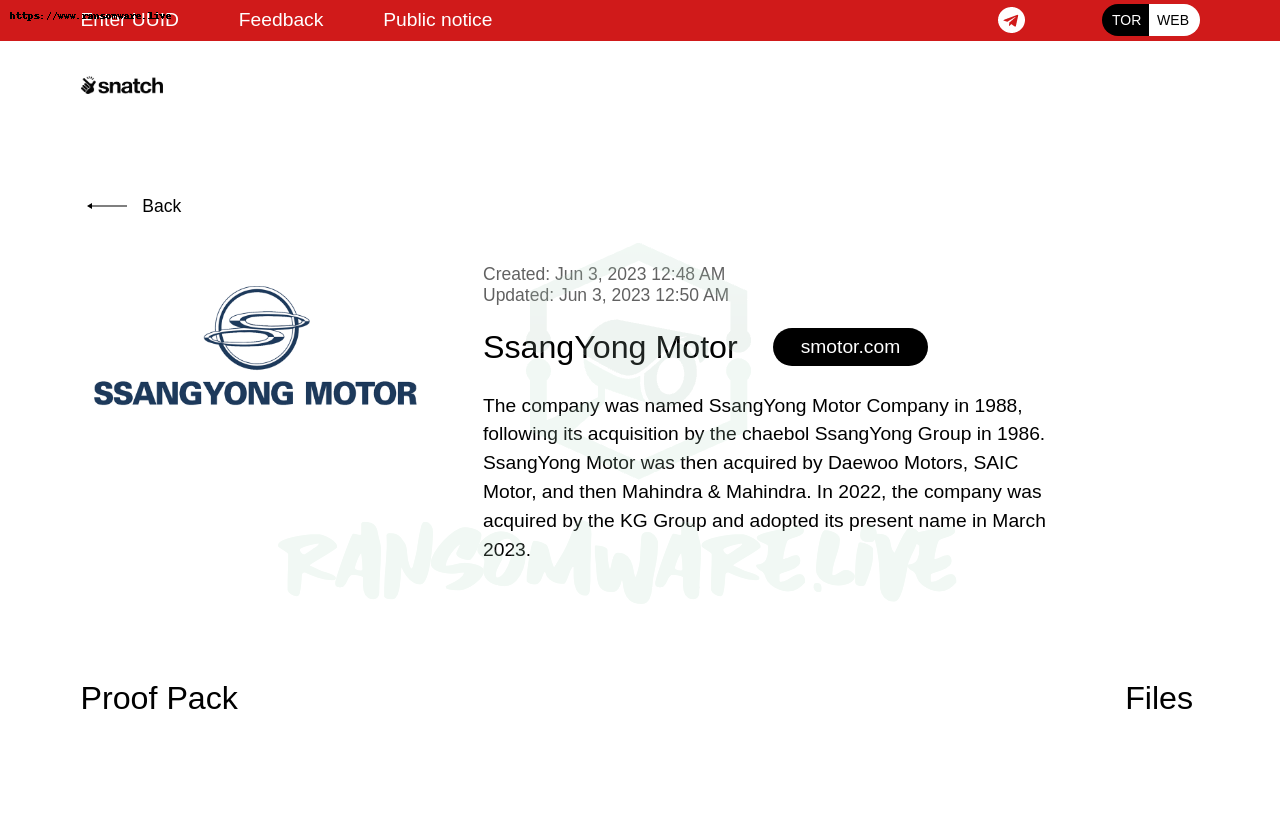 https://www.ransomware.live
Enter UUID Feedback Public notice TOR WEB
snatch
Back
Created: Jun 3, 2023 12:48 AM
Updated: Jun 3, 2023 12:50 AM
SSANGYONG MOTOR
SsangYong Motor smotor.com
The company was named SsangYong Motor Company in 1988,
following its acquisition by the chaebol SsangYong Group in 1986.
SsangYong Motor was then acquired by Daewoo Motors, SAIC
Motor, and then Mahindra & Mahindra. In 2022, the company was
acquired by the KG Group and adopted its present name in March
2023.
RANSOMWARE.LIVE
Proof Pack Files